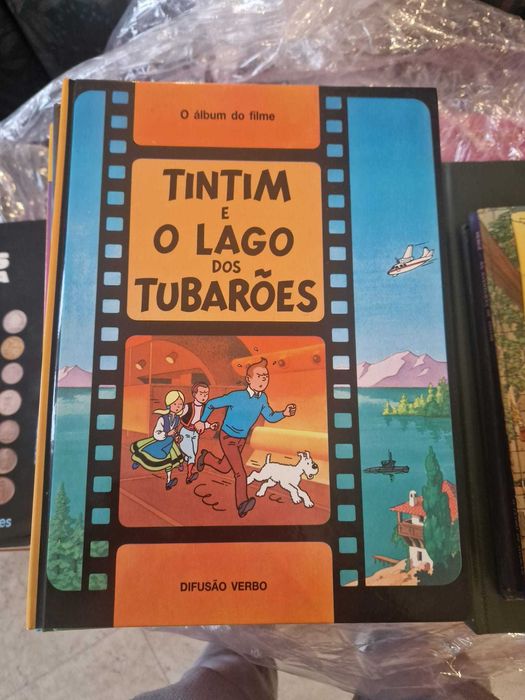 O álbum do filme
TINTIM
E
O LAGO
DOS
TUBARÕES
DIFUSÃO VERBO